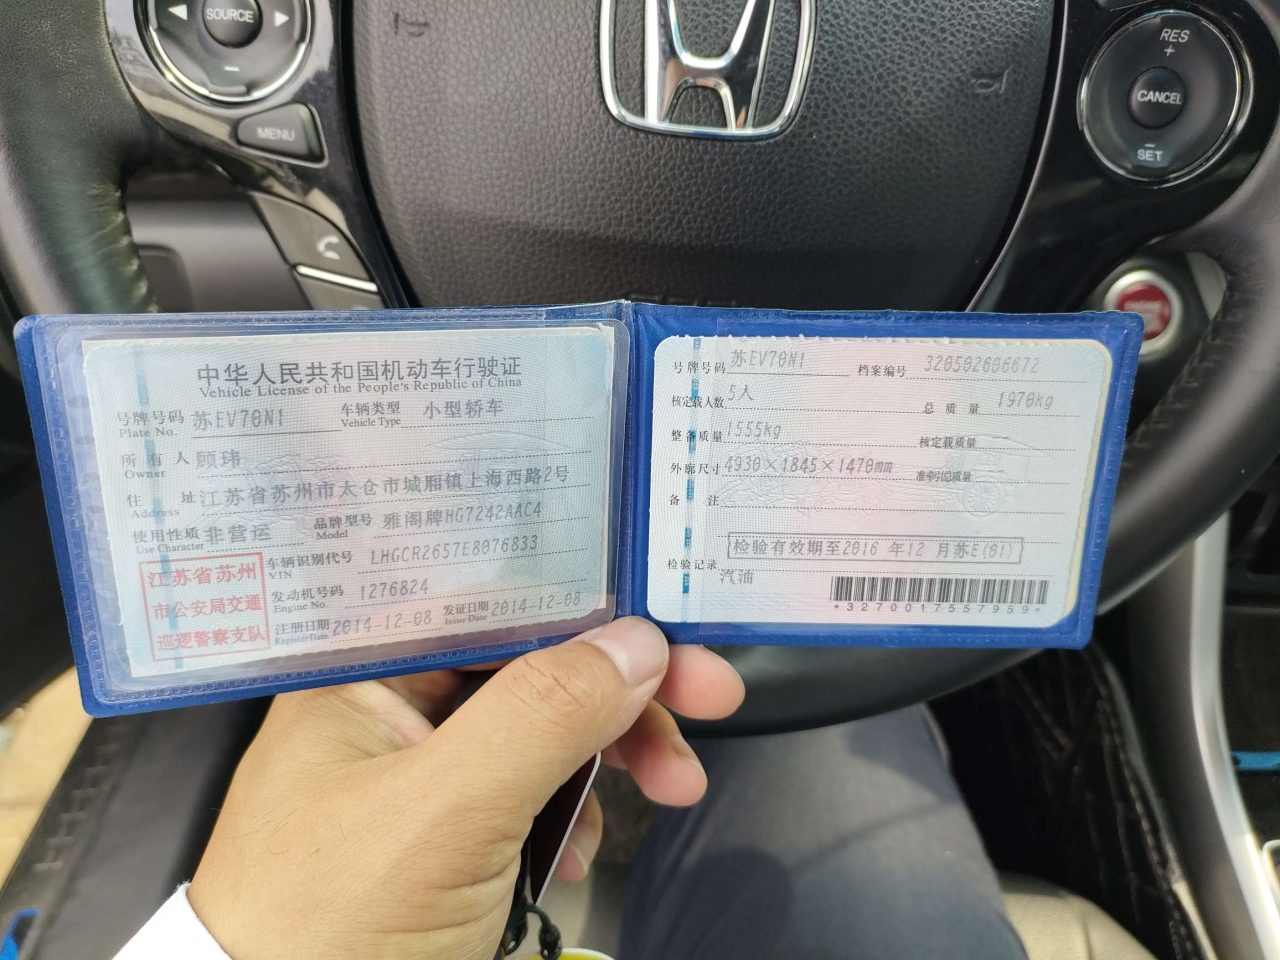 SOURCE
MENU
RES
+
CANCEL
−
SET
中华人民共和国机动车行驶证
Vehicle License of the People's Republic of China
号牌号码 苏EV70N1 车辆类型 小型轿车
Plate No. Vehicle Type
所有人 顾玮
Owner
住址 江苏省苏州市太仓市城厢镇上海西路2号
Address
使用性质 非营运 品牌型号 雅阁牌HG7242AAC4
Use Character Model
江苏省苏州
市公安局交通
巡逻警察支队
车辆识别代号 LHGCR2657E8076833
VIN
发动机号码 1276824
Engine No.
注册日期 2014-12-08 发证日期 2014-12-08
Register Date Issue Date
号牌号码 苏EV70N1 档案编号 320502606672
核定载人数 5人 总质量 1970kg
整备质量 1555kg 核定载质量
外廓尺寸 4930×1845×1470mm 准牵引总质量
备注
检验有效期至2016 年12 月苏E(01)
检验记录
汽油
*3270017557959*